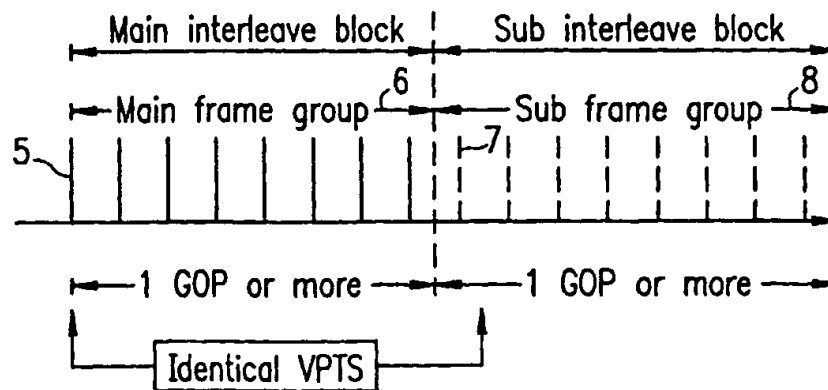 Main interleave block Sub interleave block
6 8
Main frame group Sub frame group
5 7
1 GOP or more 1 GOP or more
Identical VPTS